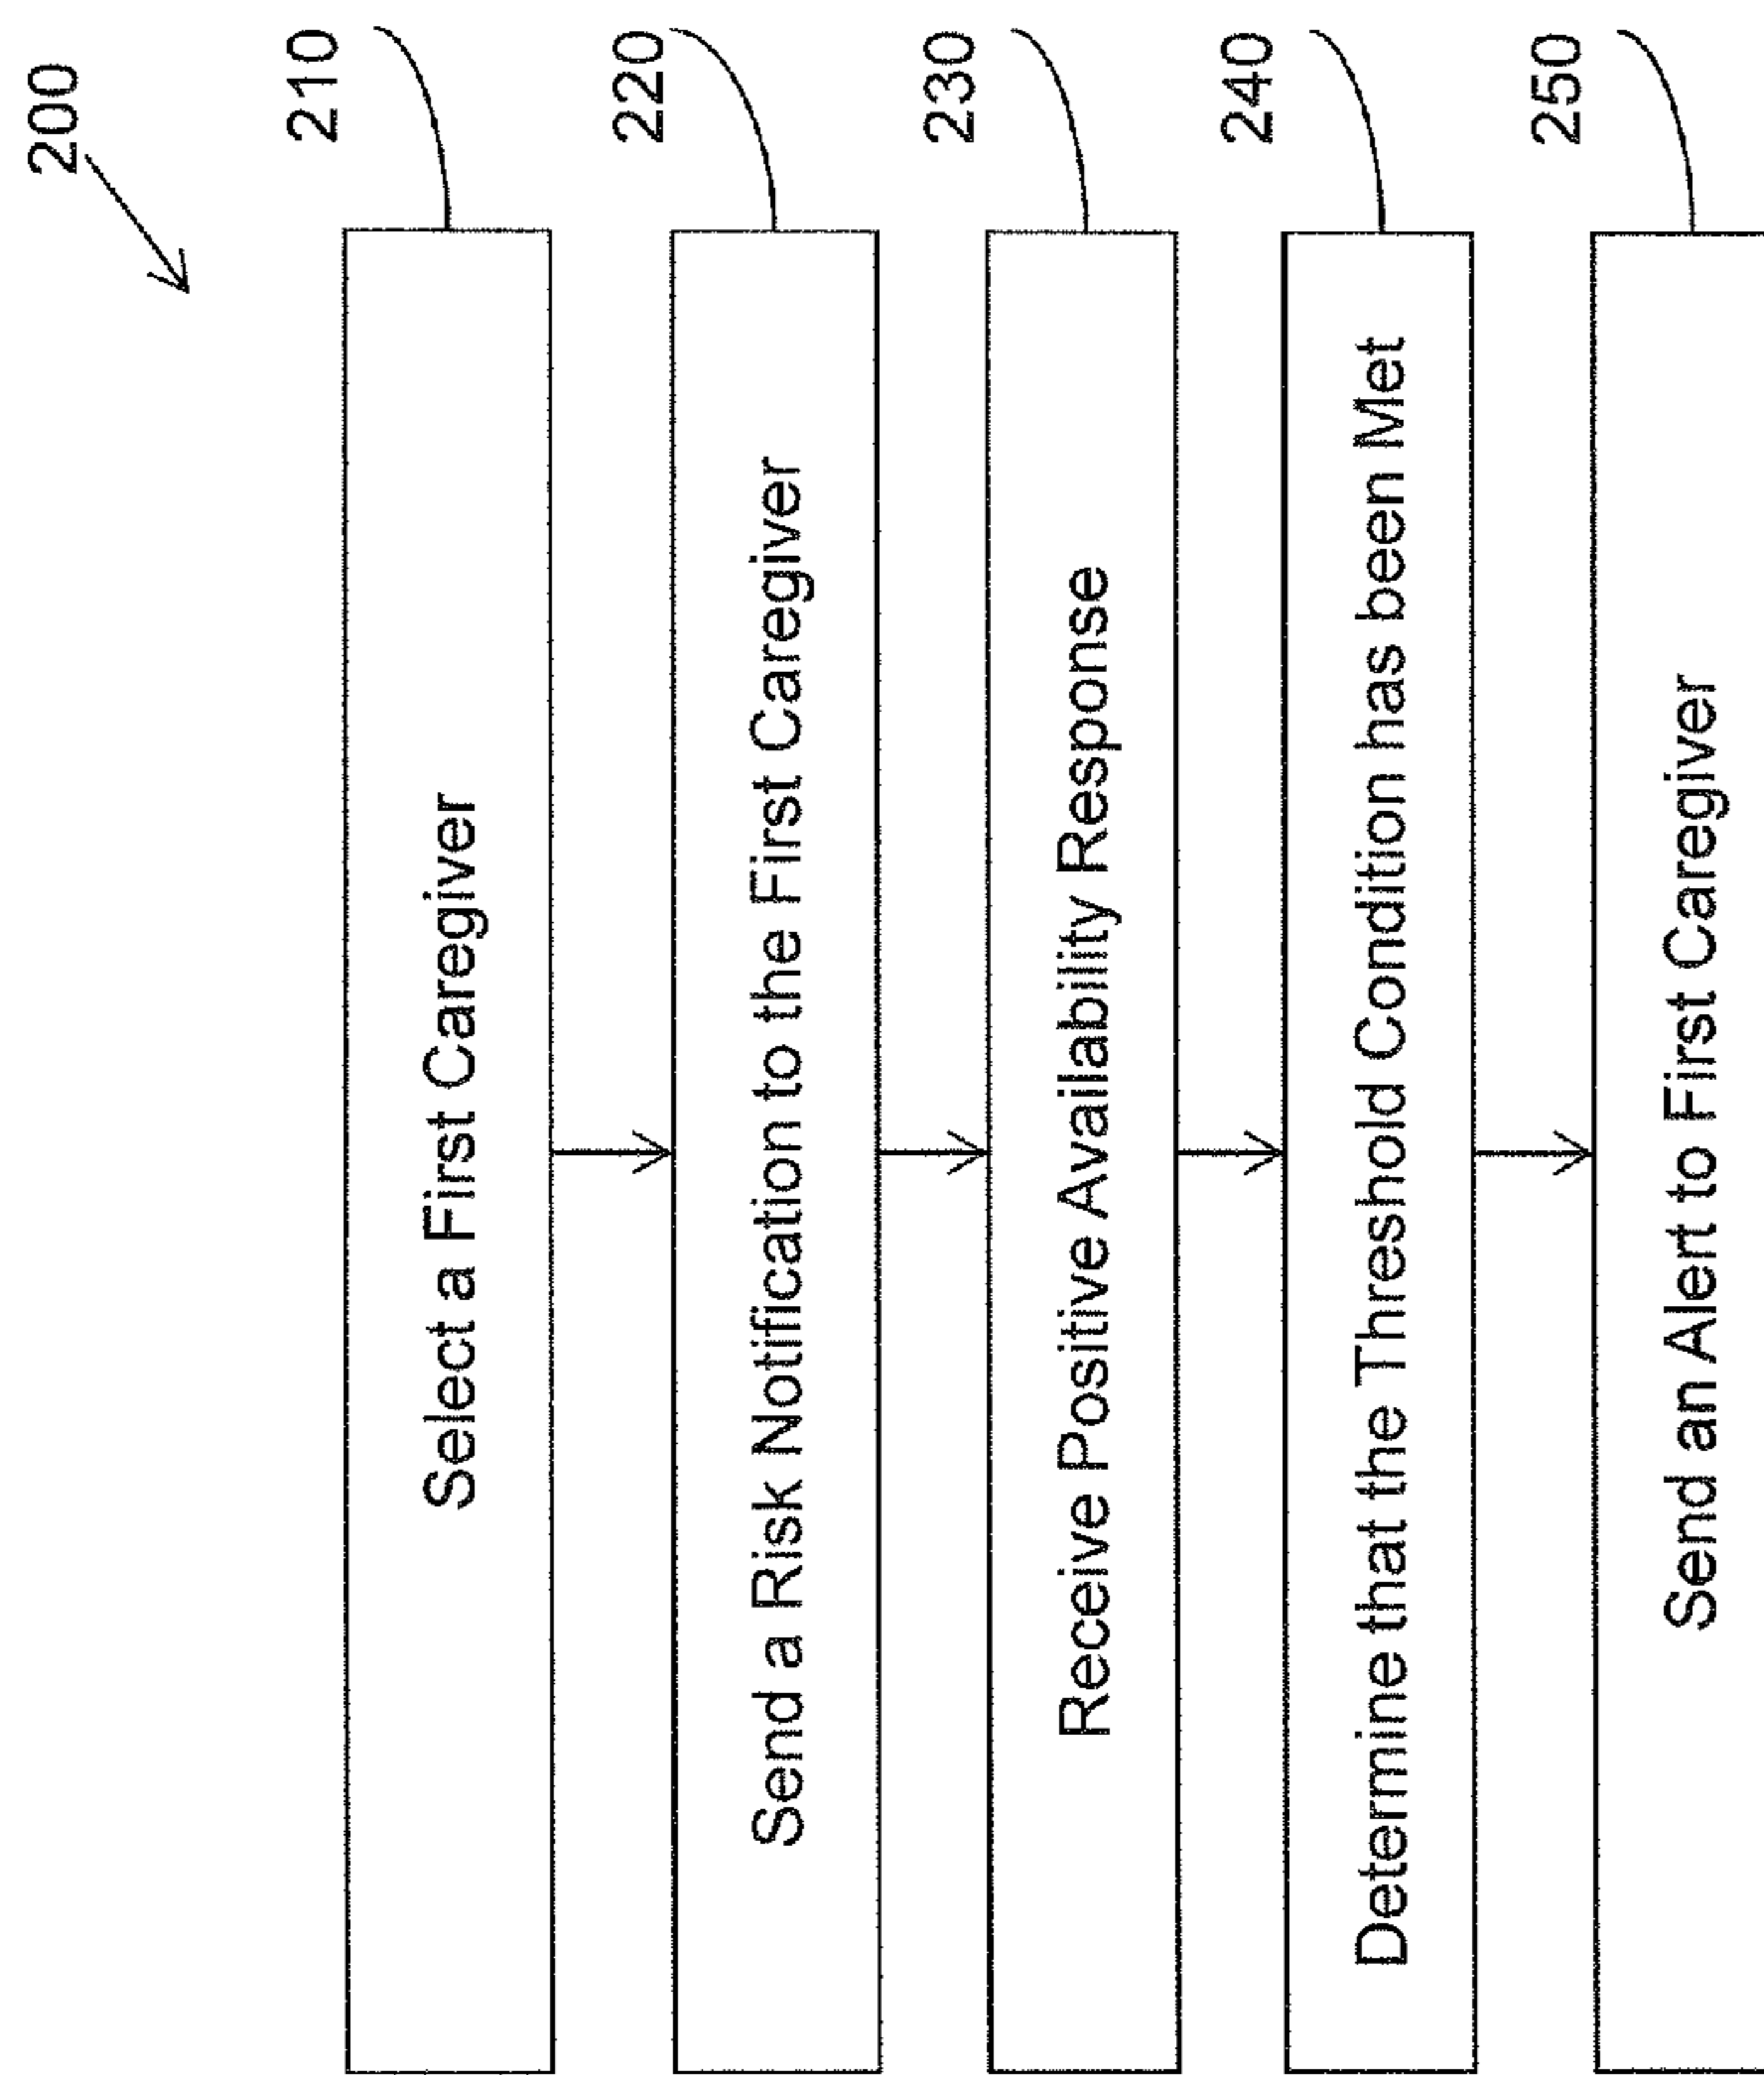 200
210
Select a First Caregiver
220
Send a Risk Notification to the First Caregiver
230
Receive Positive Availability Response
240
Determine that the Threshold Condition has been Met
250
Send an Alert to First Caregiver